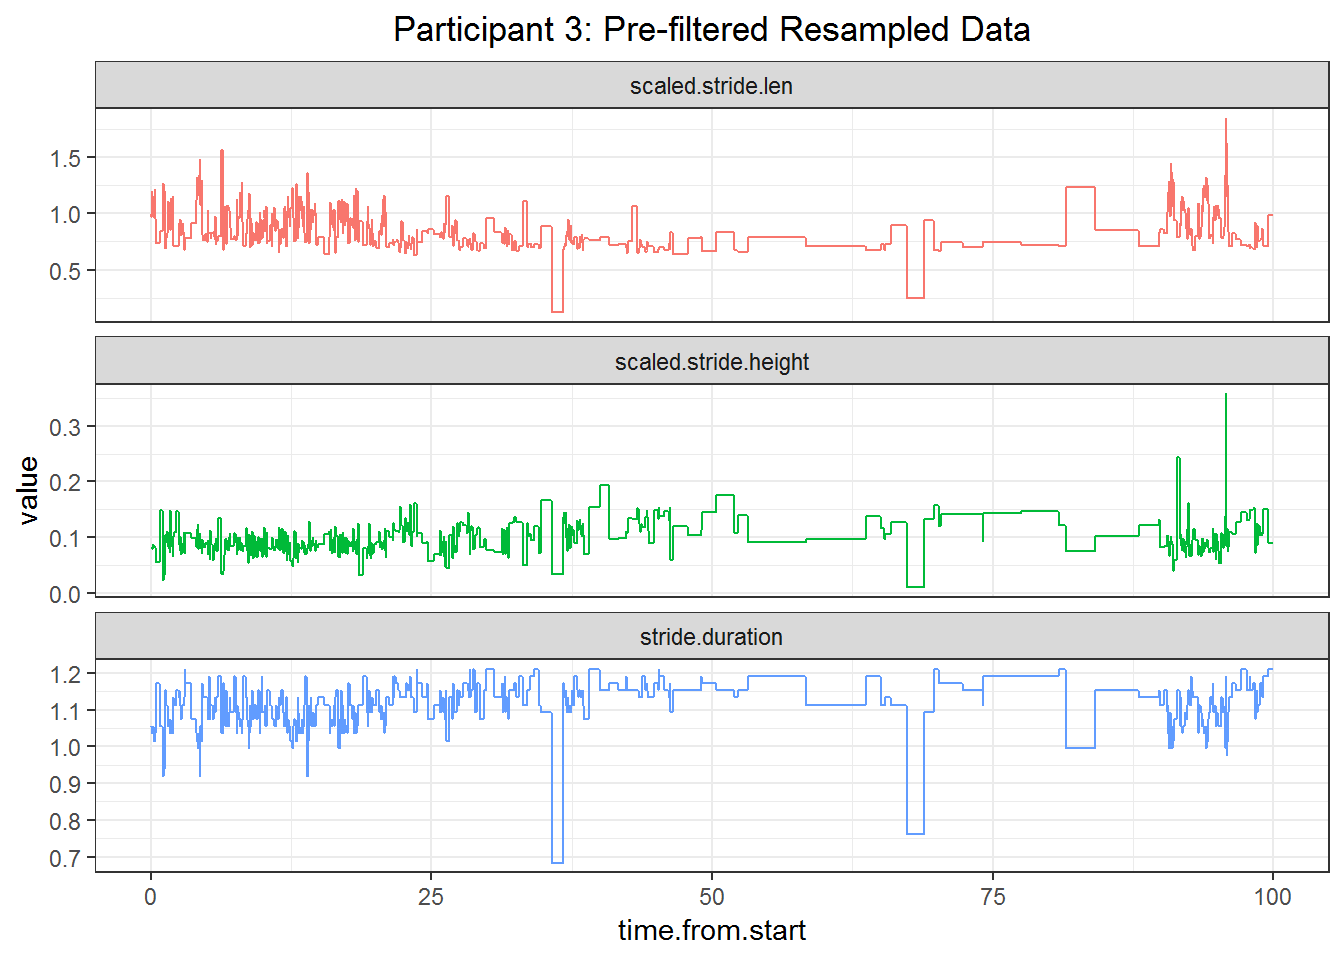 Participant 3: Pre-filtered Resampled Data
scaled.stride.len
1.5
1.0
0.5
scaled.stride.height
value
0.3
0.2
0.1
0.0
stride.duration
1.2
1.1
1.0
0.9
0.8
0.7
0 25 50 75 100
time.from.start